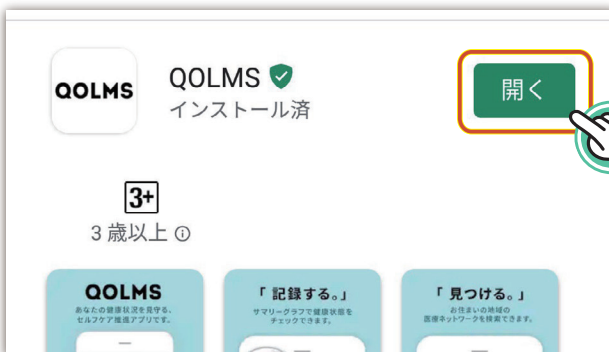 QOLMS
QOLMS
インストール済
開く
3+
3 歳以上
QOLMS
あなたの健康状況を見守る、
セルフケア推進アプリです。
「 記録する。」
サマリーグラフで健康状態を
チェックできます。
「 見つける。」
お住まいの地域の
医療ネットワークを検索できます。